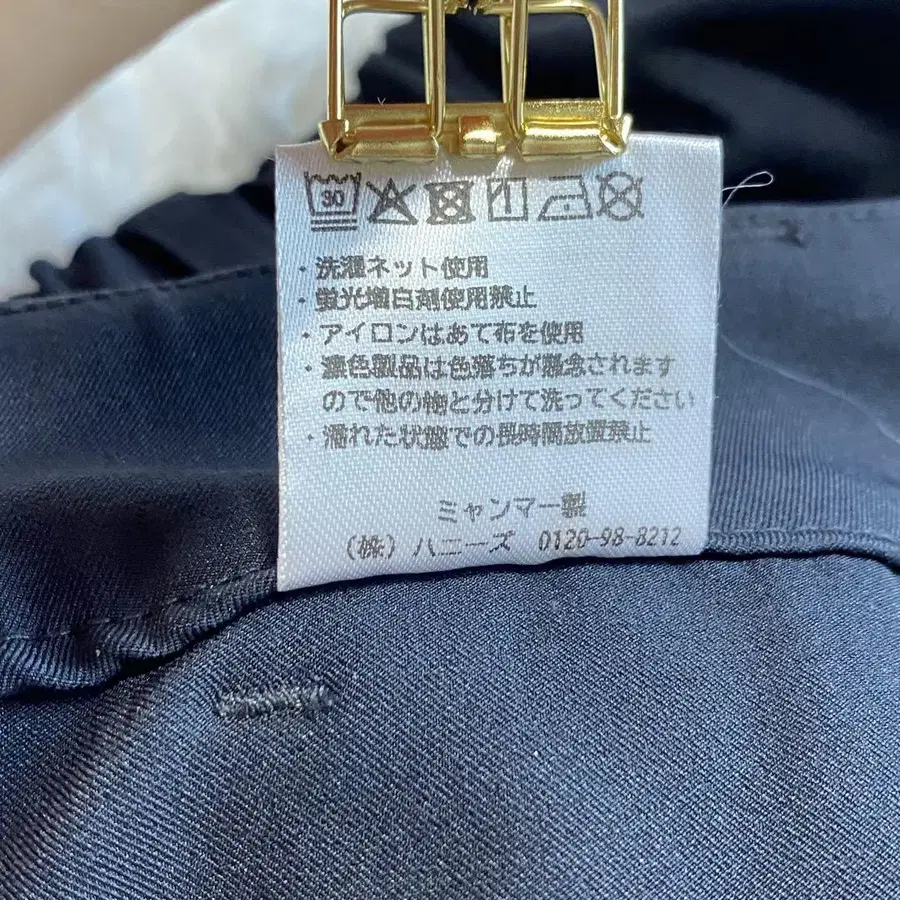 30
・洗濯ネット使用
・蛍光増白剤使用禁止
・アイロンはあて布を使用
・濃色製品は色落ちが懸念されます
ので他の物と分けて洗ってください
・濡れた状態での長時間放置禁止
ミャンマー製
(株) ハニーズ 0120-98-8212